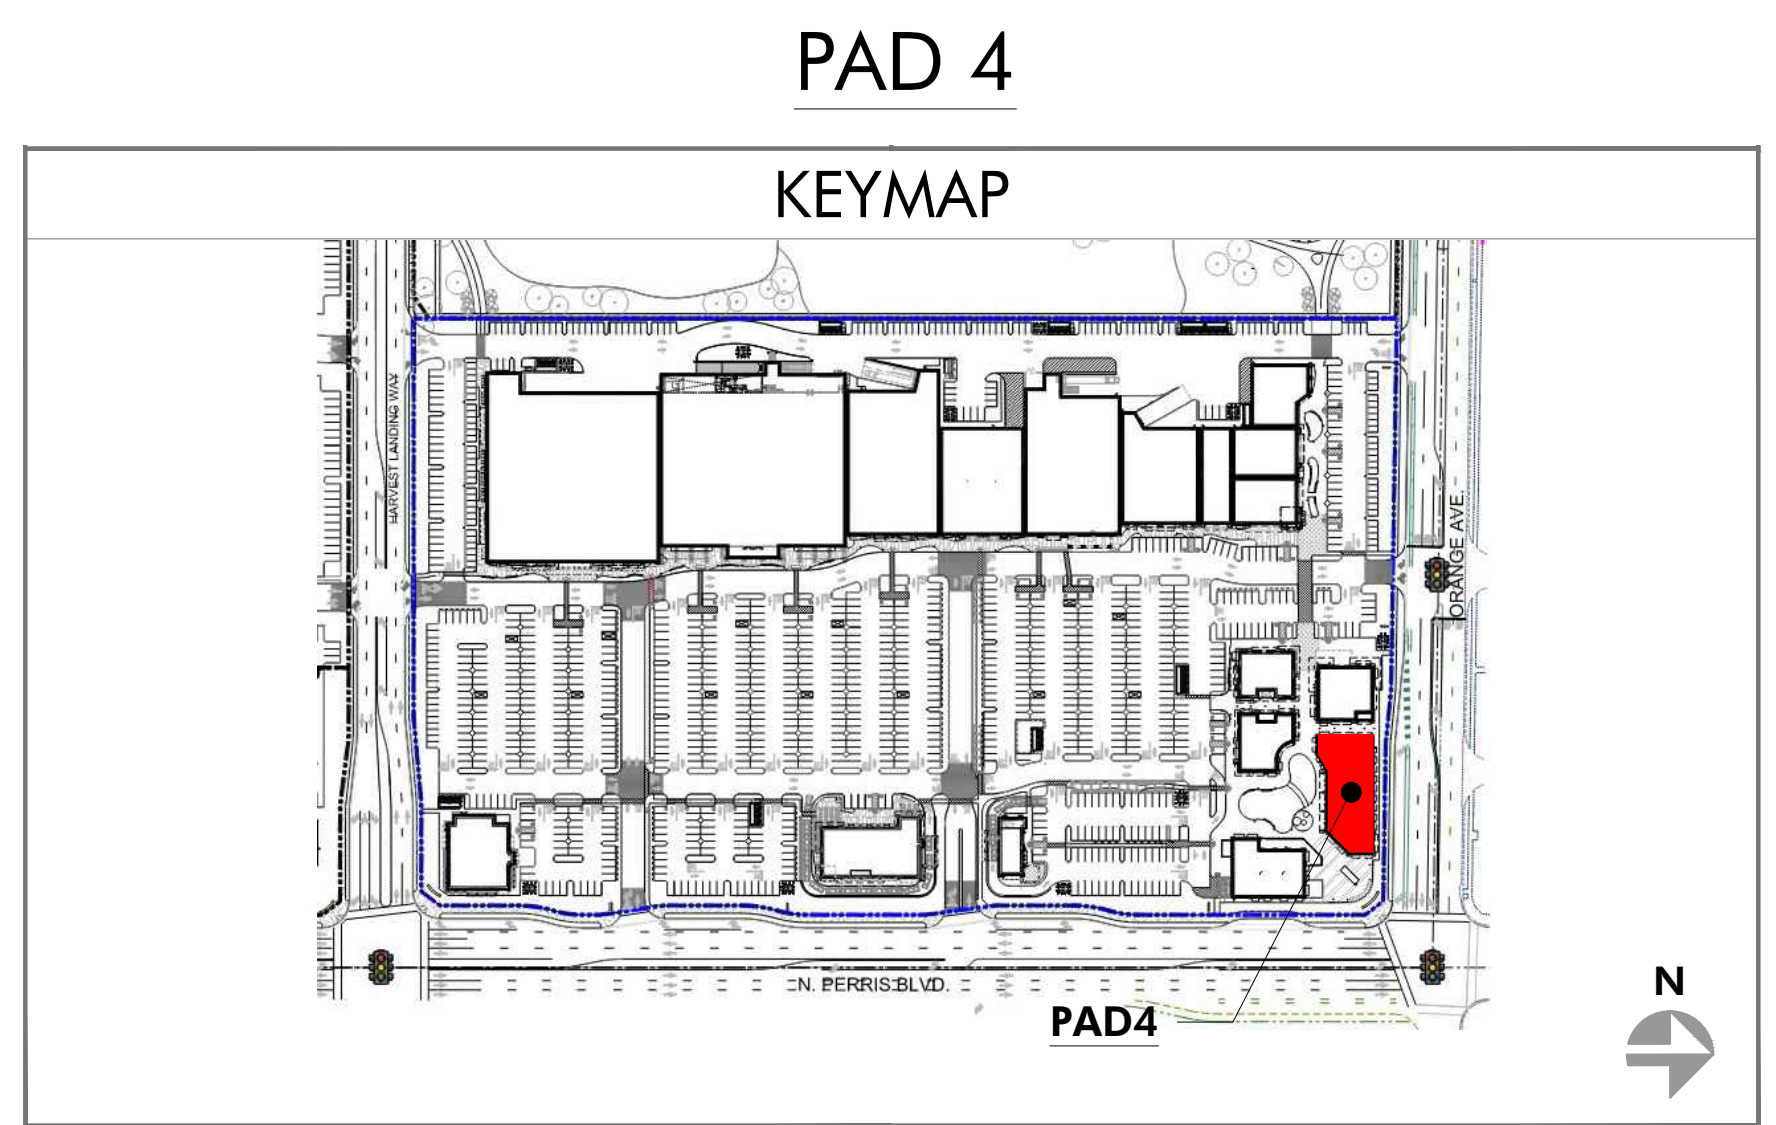 PAD 4
KEYMAP
HARVEST LANDING WAY
ORANGE AVE.
N. PERRIS BLVD.
PAD4
N